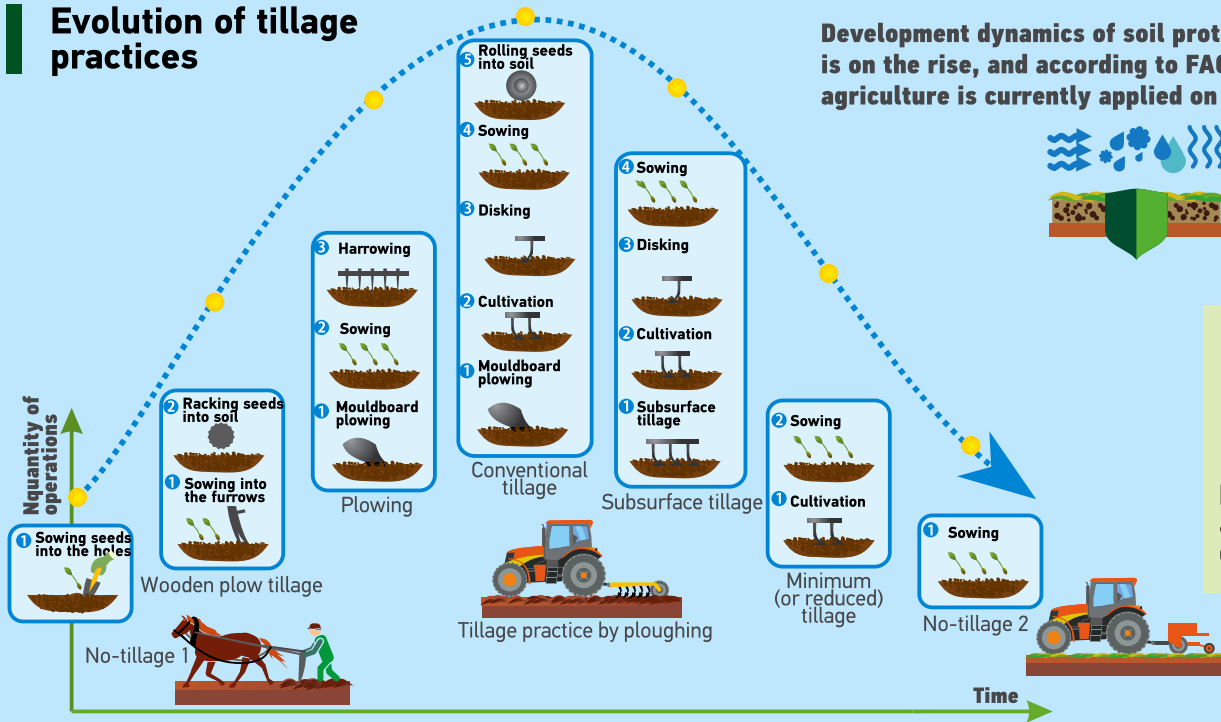 Evolution of tillage
practices
Development dynamics of soil prot
is on the rise, and according to FAO
agriculture is currently applied on
Nquantity of
operations
1 Sowing seeds
into the holes
No-tillage 1
2 Racking seeds
into soil
1 Sowing into
the furrows
Wooden plow tillage
3 Harrowing
2 Sowing
1 Mouldboard
plowing
Plowing
5 Rolling seeds
into soil
4 Sowing
3 Disking
2 Cultivation
1 Mouldboard
plowing
Conventional
tillage
Tillage practice by ploughing
4 Sowing
3 Disking
2 Cultivation
1 Subsurface
tillage
Subsurface tillage
2 Sowing
1 Cultivation
Minimum
(or reduced)
tillage
1 Sowing
No-tillage 2
Time